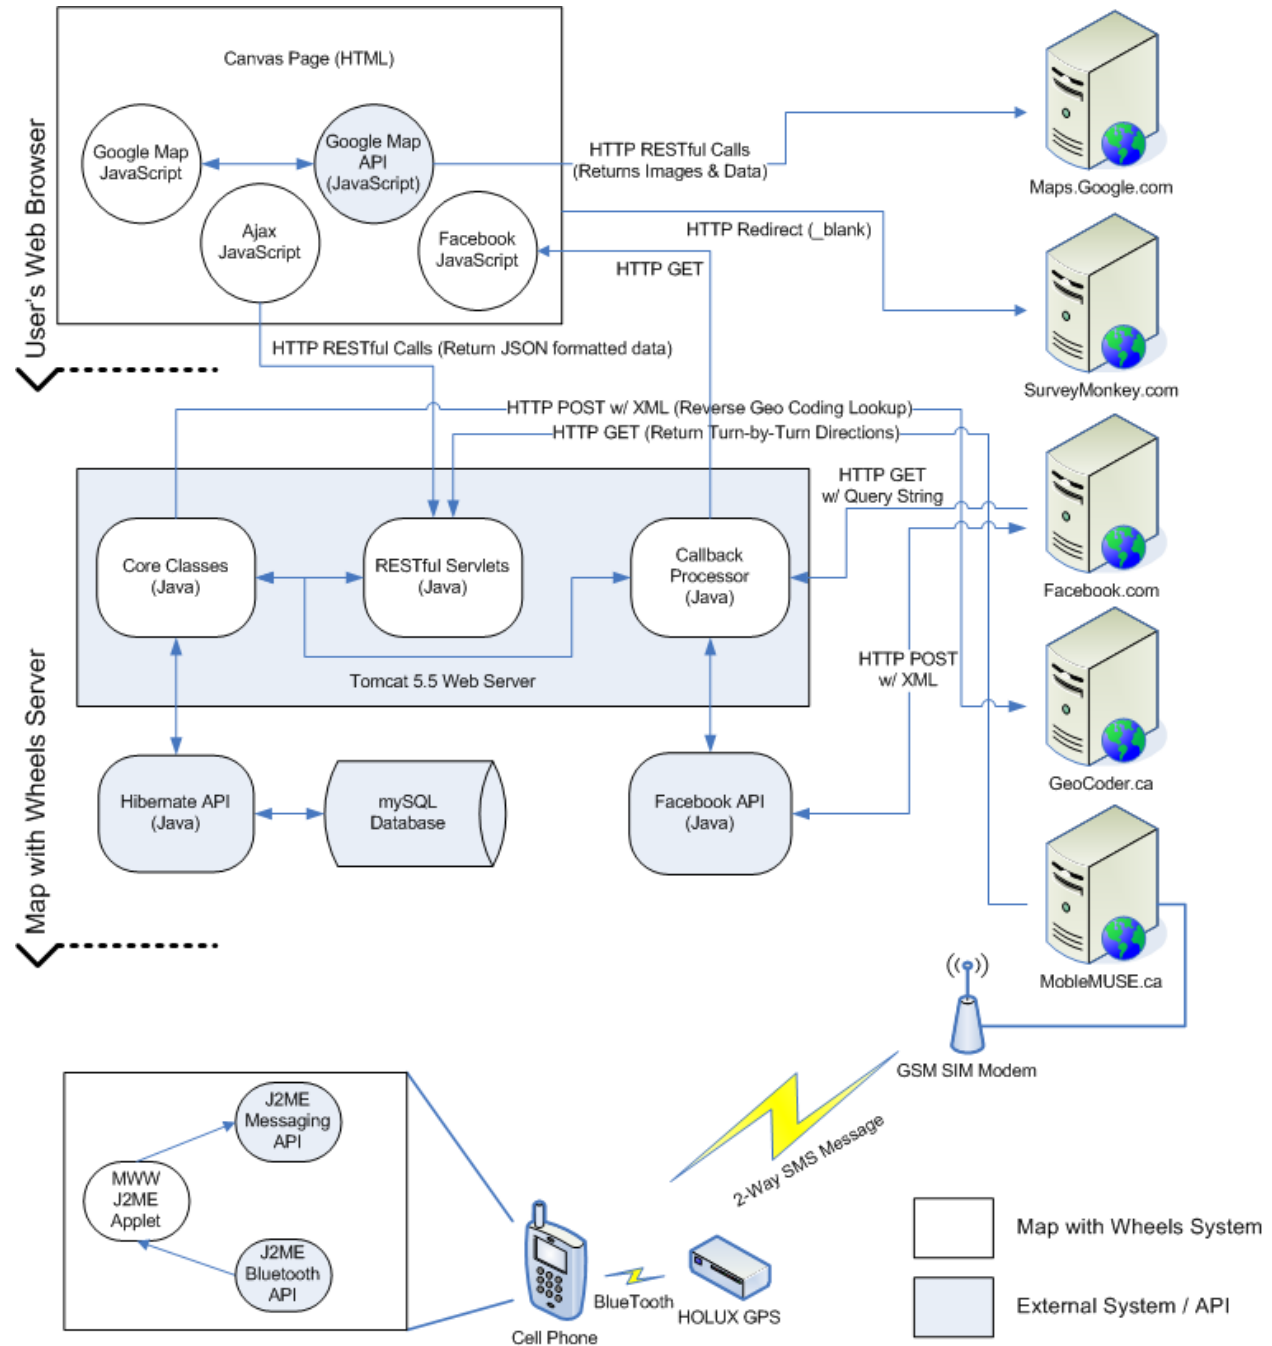 Canvas Page (HTML)
Google Map
JavaScript
Google Map
API
(JavaScript)
Ajax
JavaScript
Facebook
JavaScript
User's Web Browser
HTTP RESTful Calls
(Returns Images & Data)
HTTP Redirect (_blank)
HTTP GET
HTTP RESTful Calls (Return JSON formatted data)
HTTP POST w/ XML (Reverse Geo Coding Lookup)
HTTP GET (Return Turn-by-Turn Directions)
HTTP GET
w/ Query String
Maps.Google.com
SurveyMonkey.com
Facebook.com
GeoCoder.ca
MobleMUSE.ca
Core Classes
(Java)
RESTful Servlets
(Java)
Callback
Processor
(Java)
Tomcat 5.5 Web Server
HTTP POST
w/ XML
Map with Wheels Server
Hibernate API
(Java)
mySQL
Database
Facebook API
(Java)
GSM SIM Modem
2-Way SMS Message
J2ME
Messaging
API
MWW
J2ME
Applet
J2ME
Bluetooth
API
Cell Phone
BlueTooth
HOLUX GPS
Map with Wheels System
External System / API